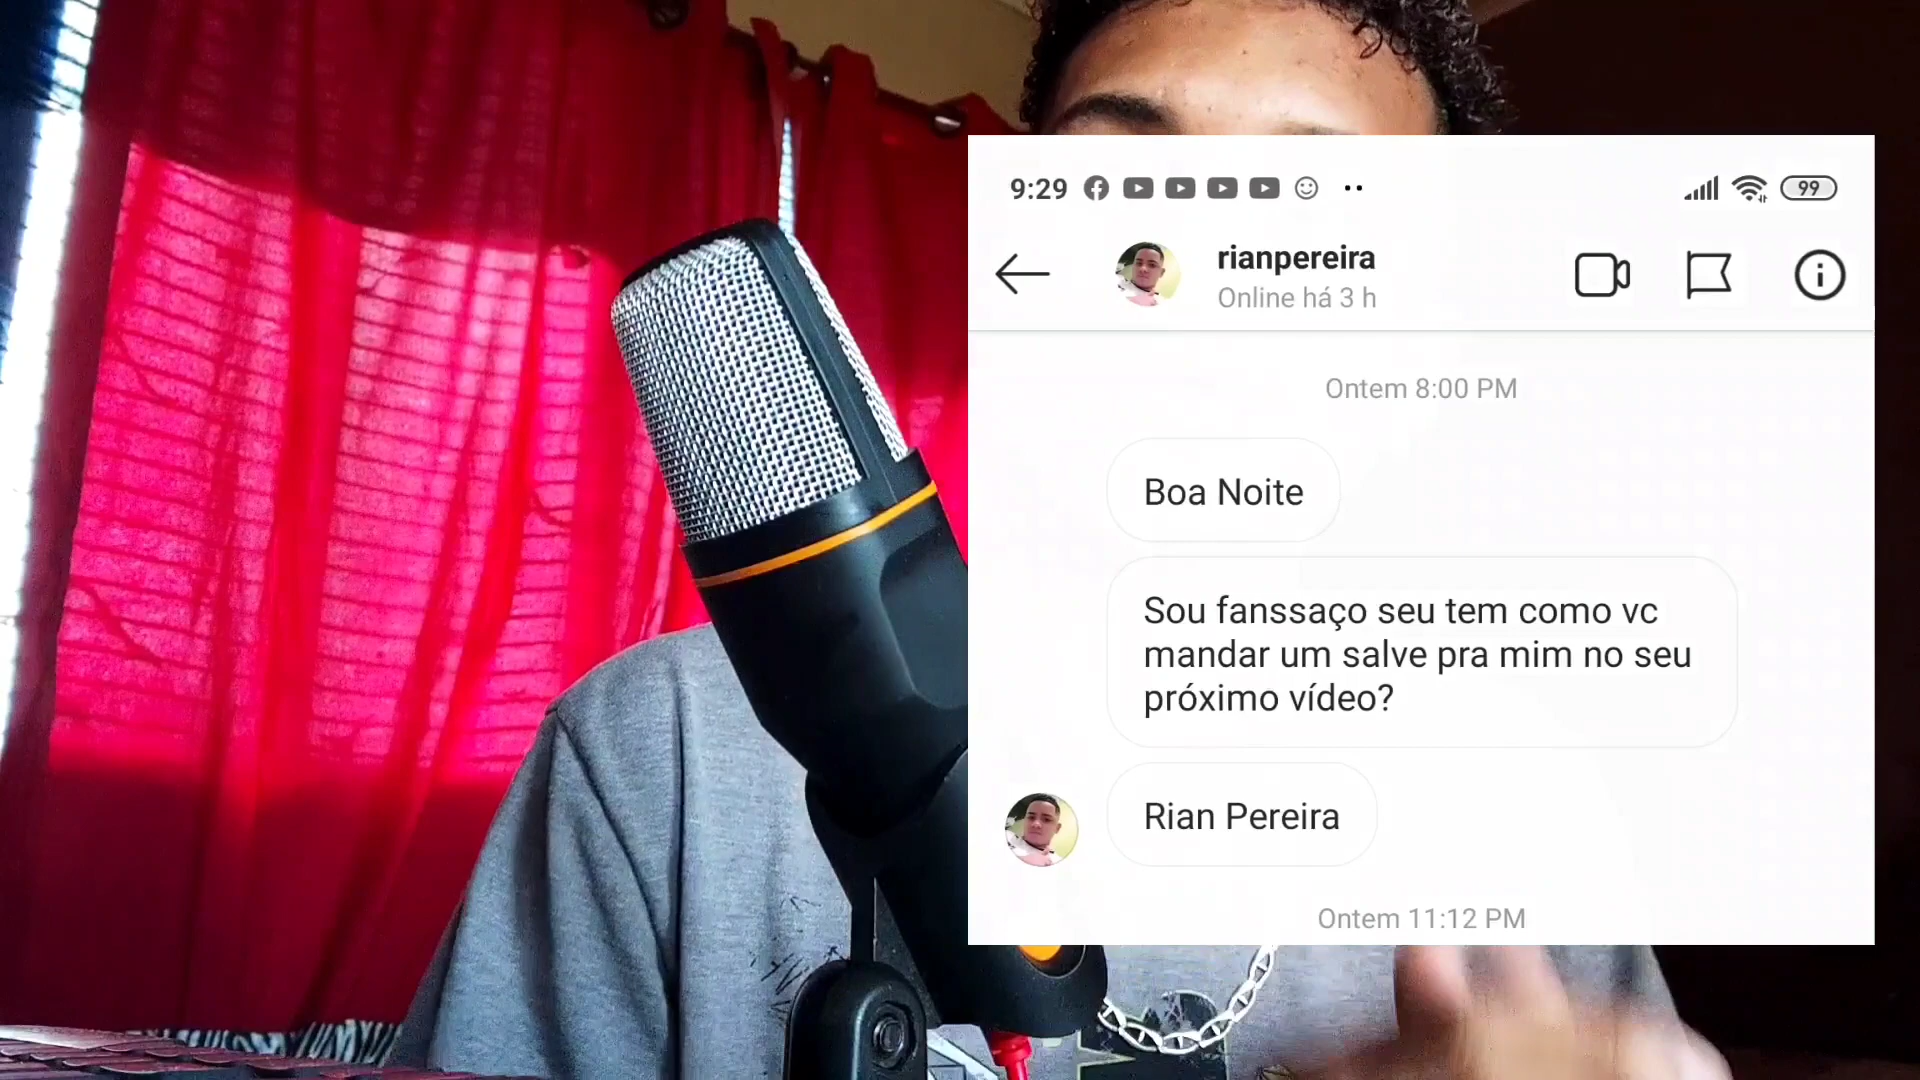 9:29
99
rianpereira
Online há 3 h
Ontem 8:00 PM
Boa Noite
Sou fanssaço seu tem como vc
mandar um salve pra mim no seu
próximo vídeo?
Rian Pereira
Ontem 11:12 PM